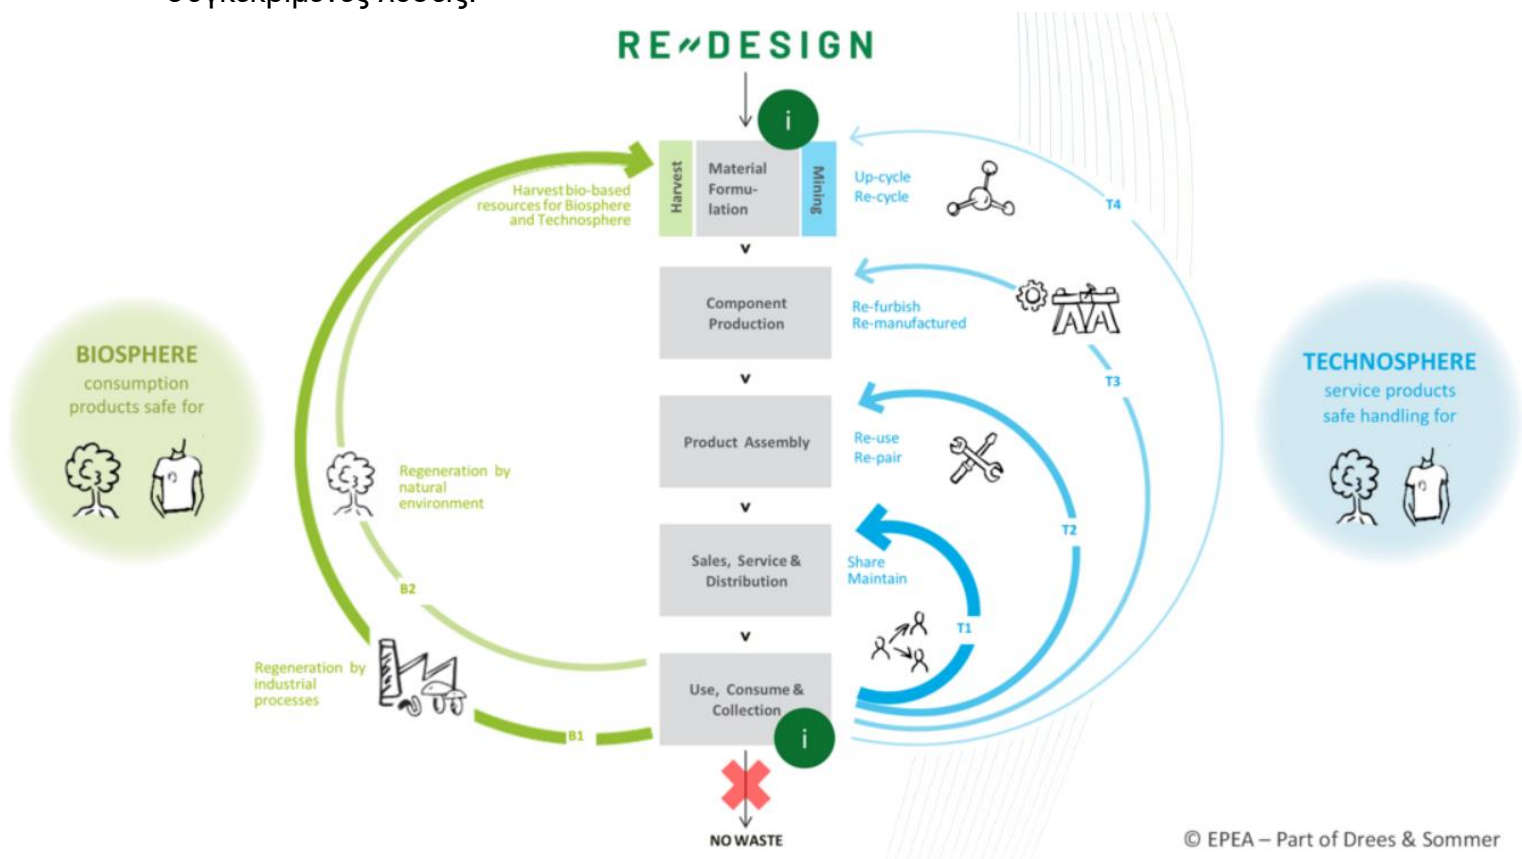 συγκεκριμένος λύσεις.
RE DESIGN
i
Harvest
Material
Formu-
lation
Mining
Harvest bio-based
resources for Biosphere
and Technosphere
Up-cycle
Re-cycle
T4
v
Component
Production
Re-furbish
Re-manufactured
T3
v
BIOSPHERE
consumption
products safe for
TECHNOSPHERE
service products
safe handling for
Product Assembly
Re-use
Re-pair
T2
Regeneration by
natural
environment
v
Sales, Service &
Distribution
Share
Maintain
T1
B2
v
Regeneration by
industrial
processes
Use, Consume &
Collection
i
B1
NO WASTE
© EPEA – Part of Drees & Sommer